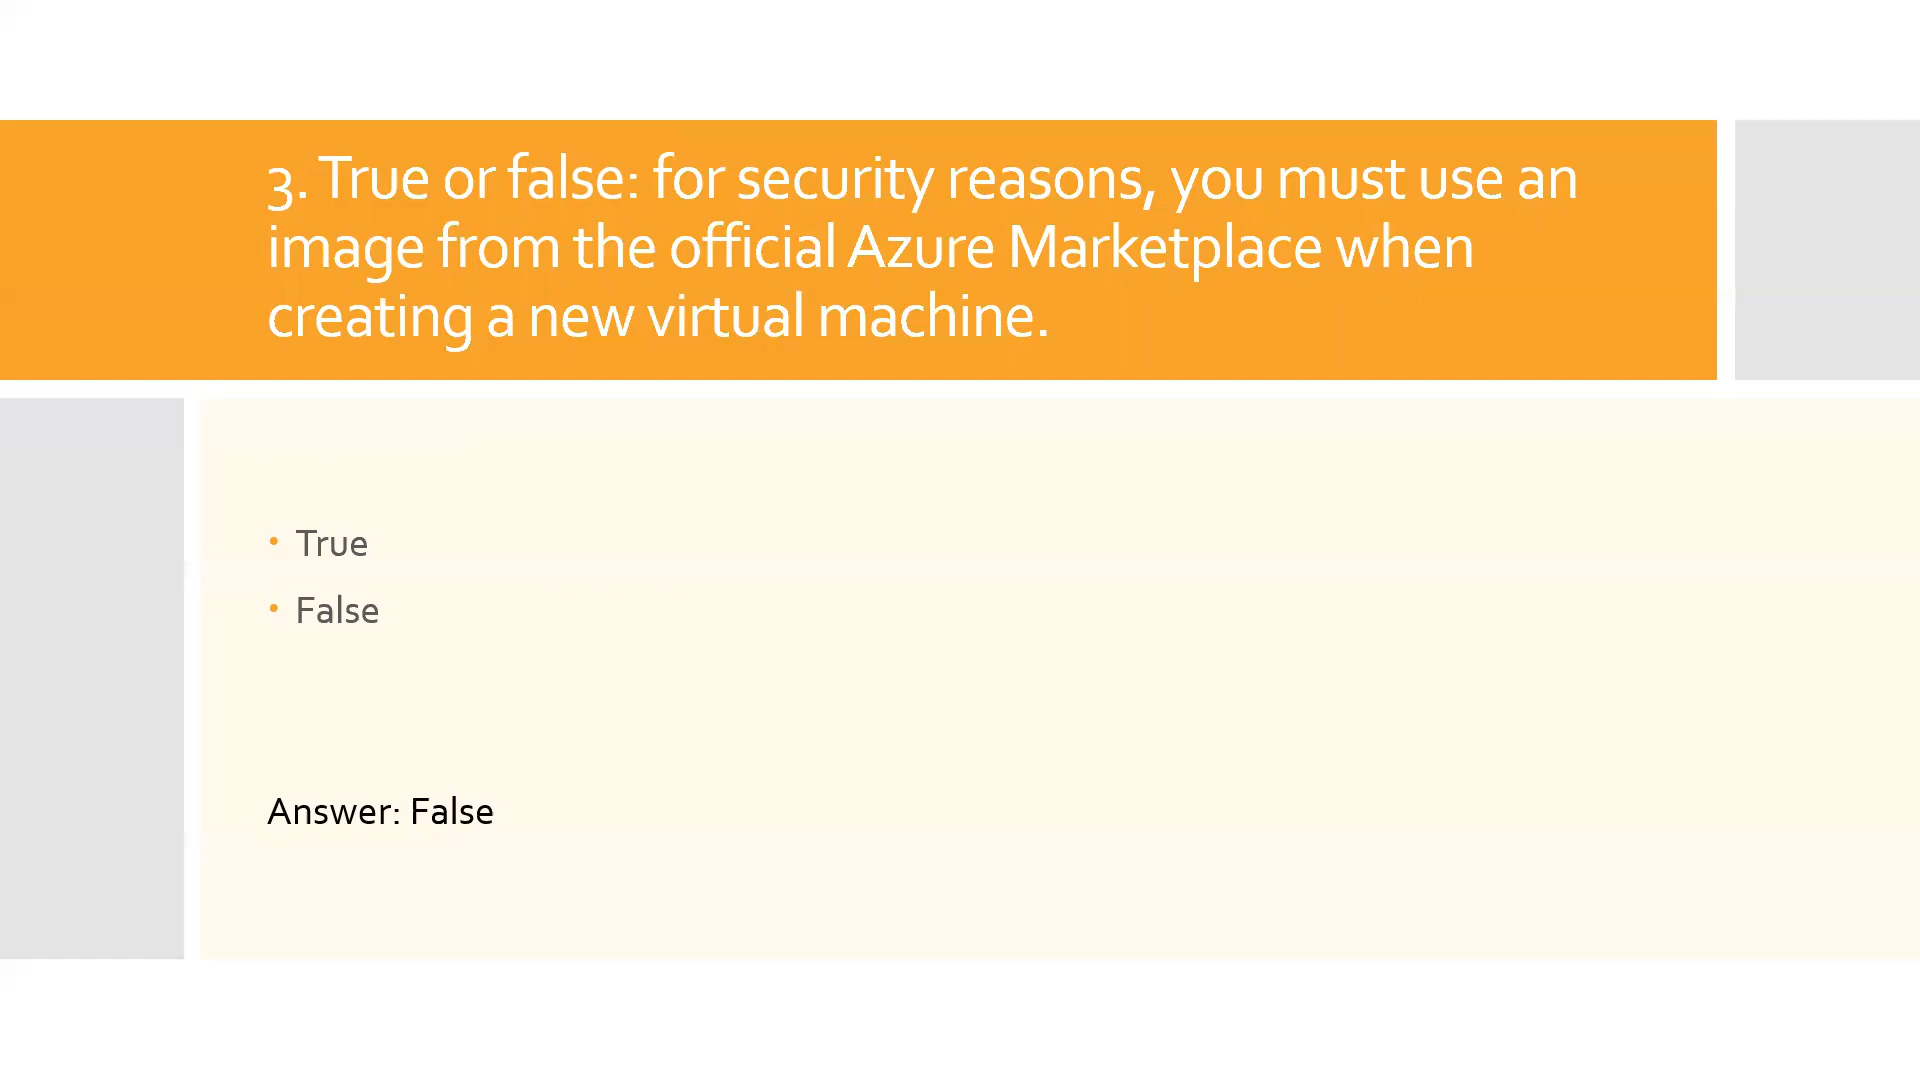 3. True or false: for security reasons, you must use an
image from the official Azure Marketplace when
creating a new virtual machine.
• True
• False
Answer: False